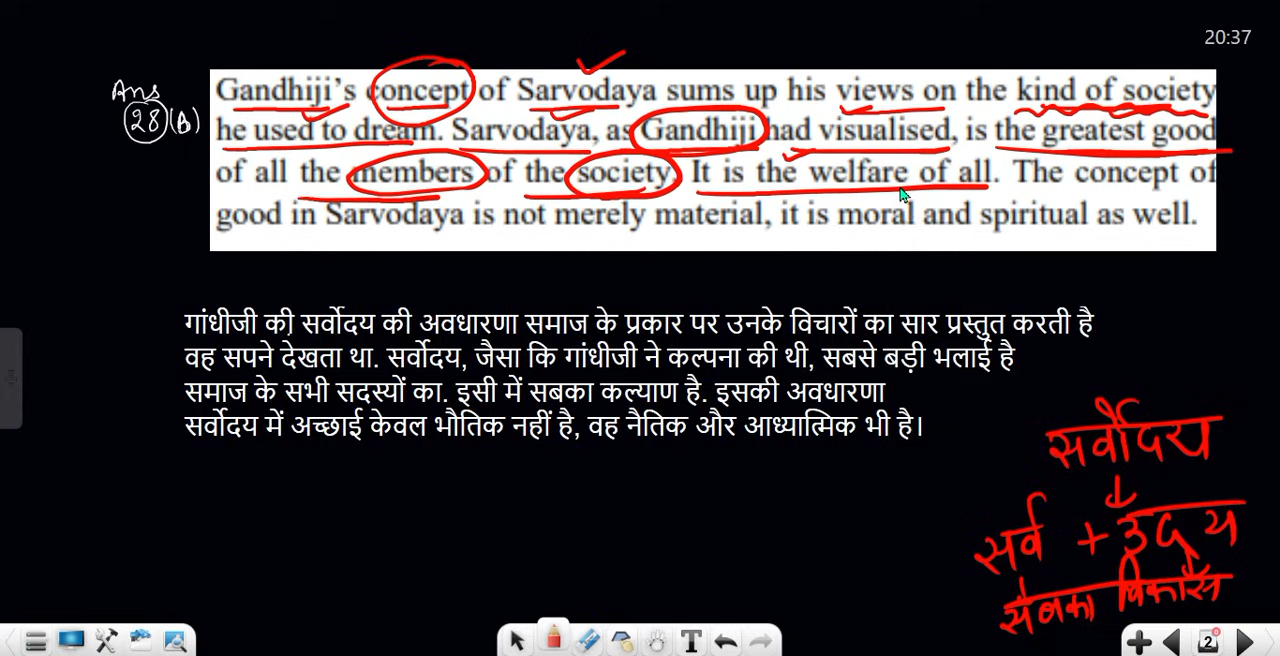 20:37
Ans
28 (B)
Gandhiji's concept of Sarvodaya sums up his views on the kind of society
he used to dream. Sarvodaya, as Gandhiji had visualised, is the greatest good
of all the members of the society. It is the welfare of all. The concept of
good in Sarvodaya is not merely material, it is moral and spiritual as well.
गांधीजी की सर्वोदय की अवधारणा समाज के प्रकार पर उनके विचारों का सार प्रस्तुत करती है
वह सपने देखता था. सर्वोदय, जैसा कि गांधीजी ने कल्पना की थी, सबसे बड़ी भलाई है
समाज के सभी सदस्यों का. इसी में सबका कल्याण है. इसकी अवधारणा
सर्वोदय में अच्छाई केवल भौतिक नहीं है, वह नैतिक और आध्यात्मिक भी है।
सर्वोदय
सर्व + उदय
सबका विकास
T
2